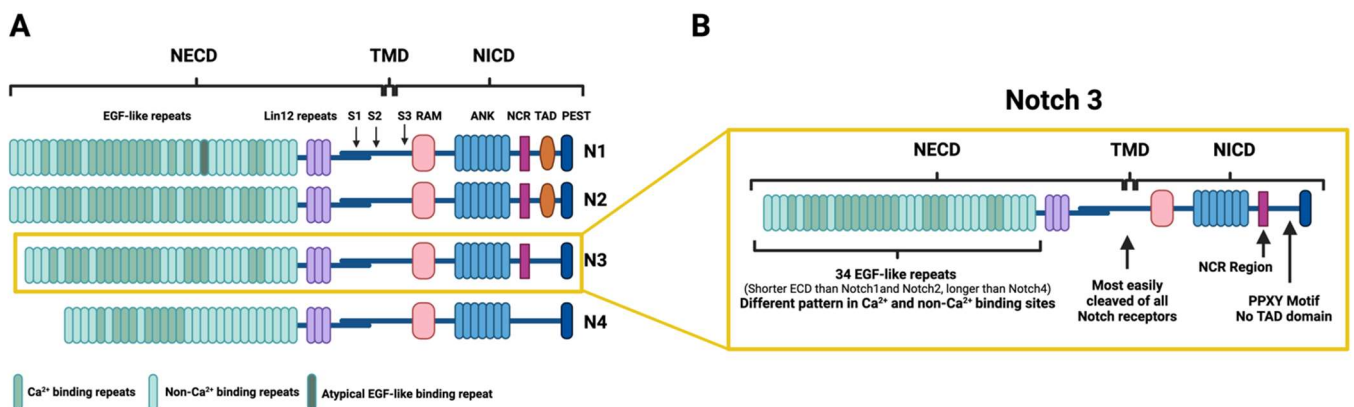 A
NECD TMD NICD
EGF-like repeats Lin12 repeats S1 S2 S3 RAM ANK NCR TAD PEST
N1
N2
N3
N4
Ca²⁺ binding repeats Non-Ca²⁺ binding repeats Atypical EGF-like binding repeat
B
Notch 3
NECD TMD NICD
34 EGF-like repeats
(Shorter ECD than Notch1and Notch2, longer than Notch4)
Different pattern in Ca²⁺ and non-Ca²⁺ binding sites
Most easily
cleaved of all
Notch receptors
NCR Region
PPXY Motif
No TAD domain